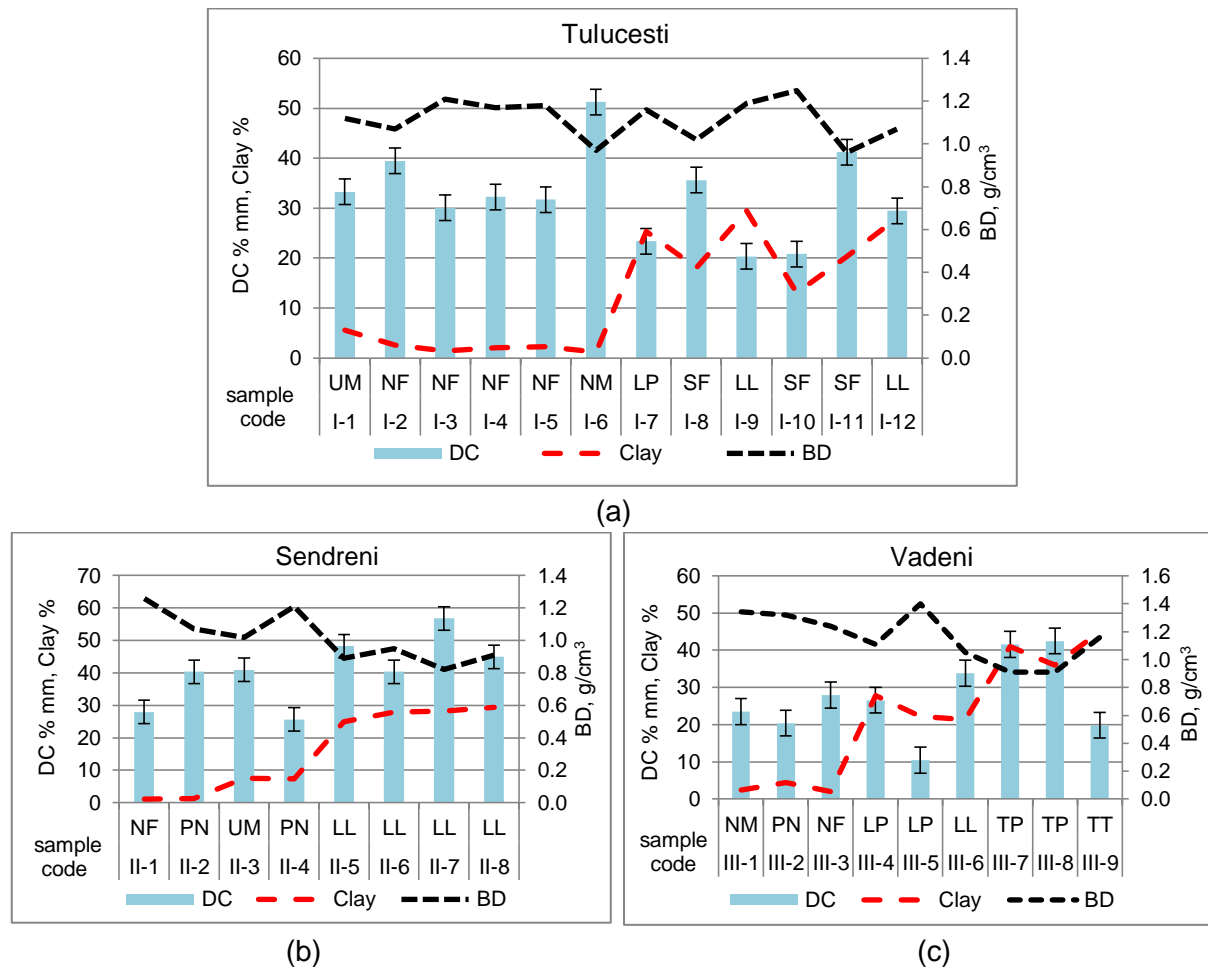 Tulucesti
60
50
40
30
20
10
0
DC % mm, Clay %
1.4
1.2
1.0
0.8
0.6
0.4
0.2
0.0
BD, g/cm³
sample code
UM NF NF NF NF NM LP SF LL SF SF LL
I-1 I-2 I-3 I-4 I-5 I-6 I-7 I-8 I-9 I-10 I-11 I-12
DC Clay BD
(a)
Sendreni
70
60
50
40
30
20
10
0
DC % mm, Clay %
1.4
1.2
1.0
0.8
0.6
0.4
0.2
0.0
BD, g/cm³
sample code
NF PN UM PN LL LL LL LL
II-1 II-2 II-3 II-4 II-5 II-6 II-7 II-8
DC Clay BD
(b)
Vadeni
60
50
40
30
20
10
0
DC % mm, Clay %
1.6
1.4
1.2
1.0
0.8
0.6
0.4
0.2
0.0
BD, g/cm³
sample code
NM PN NF LP LP LL TP TP TT
III-1 III-2 III-3 III-4 III-5 III-6 III-7 III-8 III-9
DC Clay BD
(c)